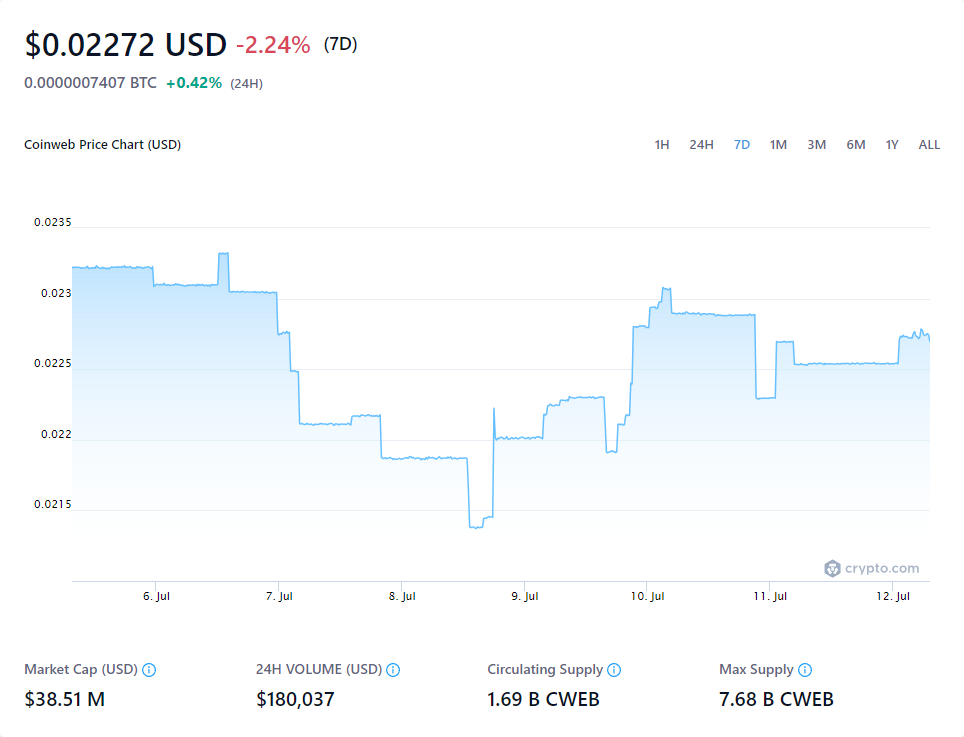 $0.02272 USD -2.24% (7D)
0.0000007407 BTC +0.42% (24H)
Coinweb Price Chart (USD) 1H 24H 7D 1M 3M 6M 1Y ALL
0.0235
0.023
0.0225
0.022
0.0215
crypto.com
6. Jul 7. Jul 8. Jul 9. Jul 10. Jul 11. Jul 12. Jul
Market Cap (USD) 24H VOLUME (USD) Circulating Supply Max Supply
$38.51 M $180,037 1.69 B CWEB 7.68 B CWEB